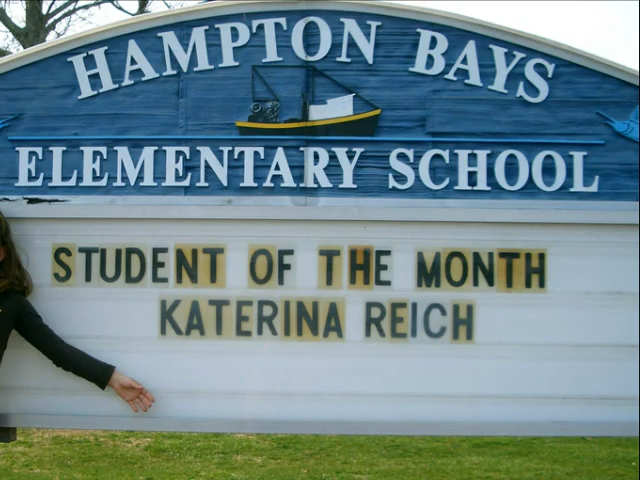 HAMPTON BAYS
ELEMENTARY SCHOOL
STUDENT OF THE MONTH
KATERINA REICH